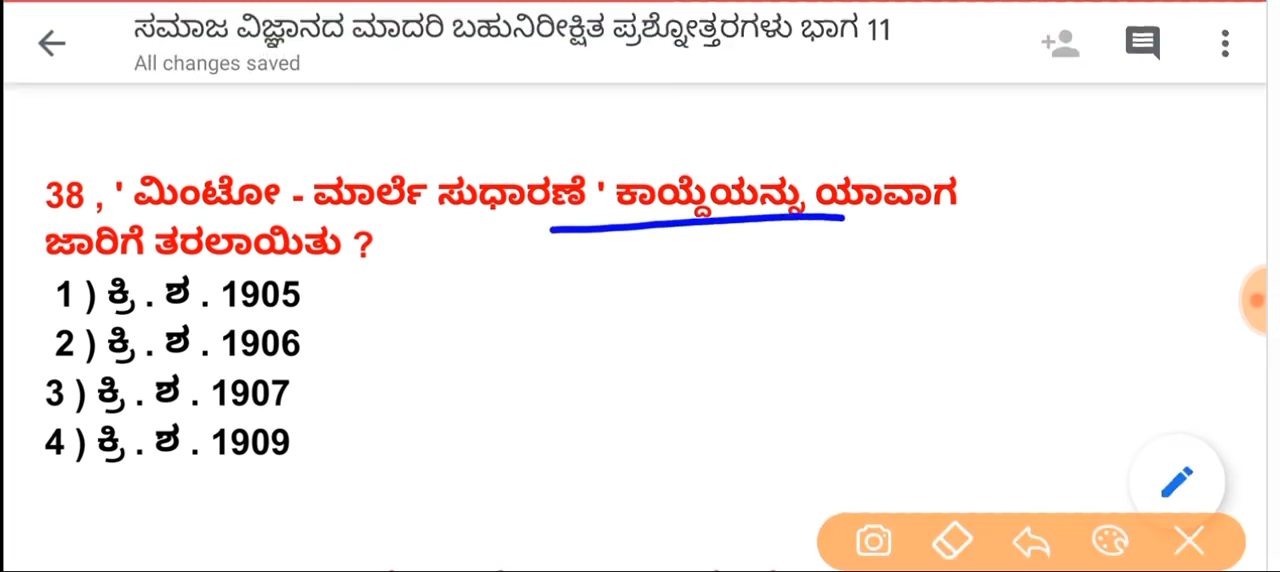 ಸಮಾಜ ವಿಜ್ಞಾನದ ಮಾದರಿ ಬಹುನಿರೀಕ್ಷಿತ ಪ್ರಶ್ನೋತ್ತರಗಳು ಭಾಗ 11
All changes saved
38 , ' ಮಿಂಟೋ - ಮಾರ್ಲೆ ಸುಧಾರಣೆ ' ಕಾಯ್ದೆಯನ್ನು ಯಾವಾಗ
ಜಾರಿಗೆ ತರಲಾಯಿತು ?
1 ) ಕ್ರಿ . ಶ . 1905
2 ) ಕ್ರಿ . ಶ . 1906
3 ) ಕ್ರಿ . ಶ . 1907
4 ) ಕ್ರಿ . ಶ . 1909